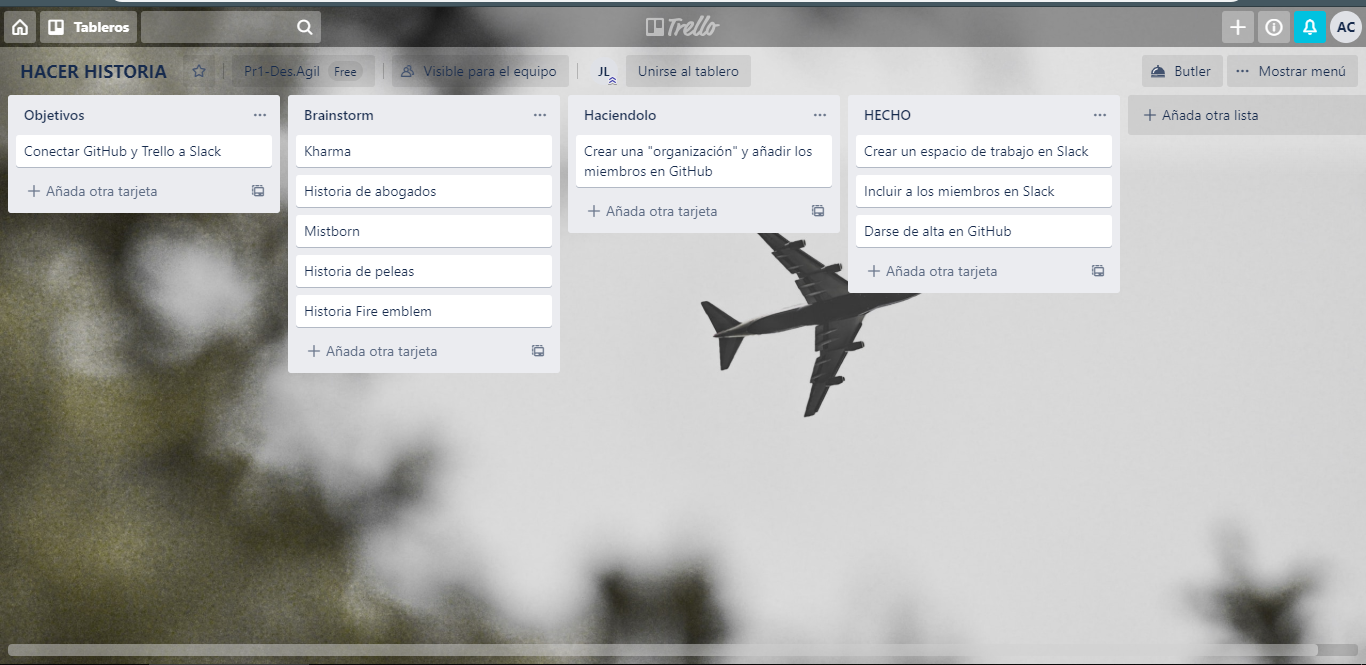 Tableros
Trello
AC
HACER HISTORIA
Pr1-Des.Agil Free
Visible para el equipo
JL
Unirse al tablero
Butler
Mostrar menú
Objetivos
Conectar GitHub y Trello a Slack
Añada otra tarjeta
Brainstorm
Kharma
Historia de abogados
Mistborn
Historia de peleas
Historia Fire emblem
Añada otra tarjeta
Haciendolo
Crear una "organización" y añadir los
miembros en GitHub
Añada otra tarjeta
HECHO
Crear un espacio de trabajo en Slack
Incluir a los miembros en Slack
Darse de alta en GitHub
Añada otra tarjeta
Añada otra lista